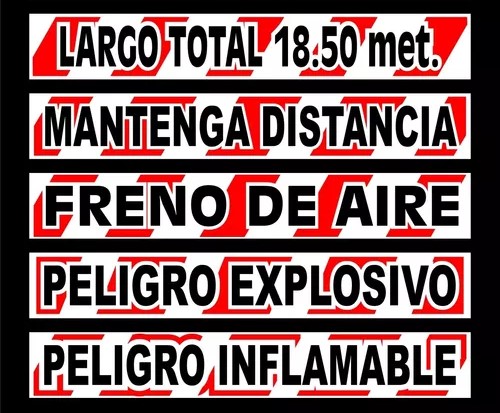 LARGO TOTAL 18.50 met.
MANTENGA DISTANCIA
FRENO DE AIRE
PELIGRO EXPLOSIVO
PELIGRO INFLAMABLE